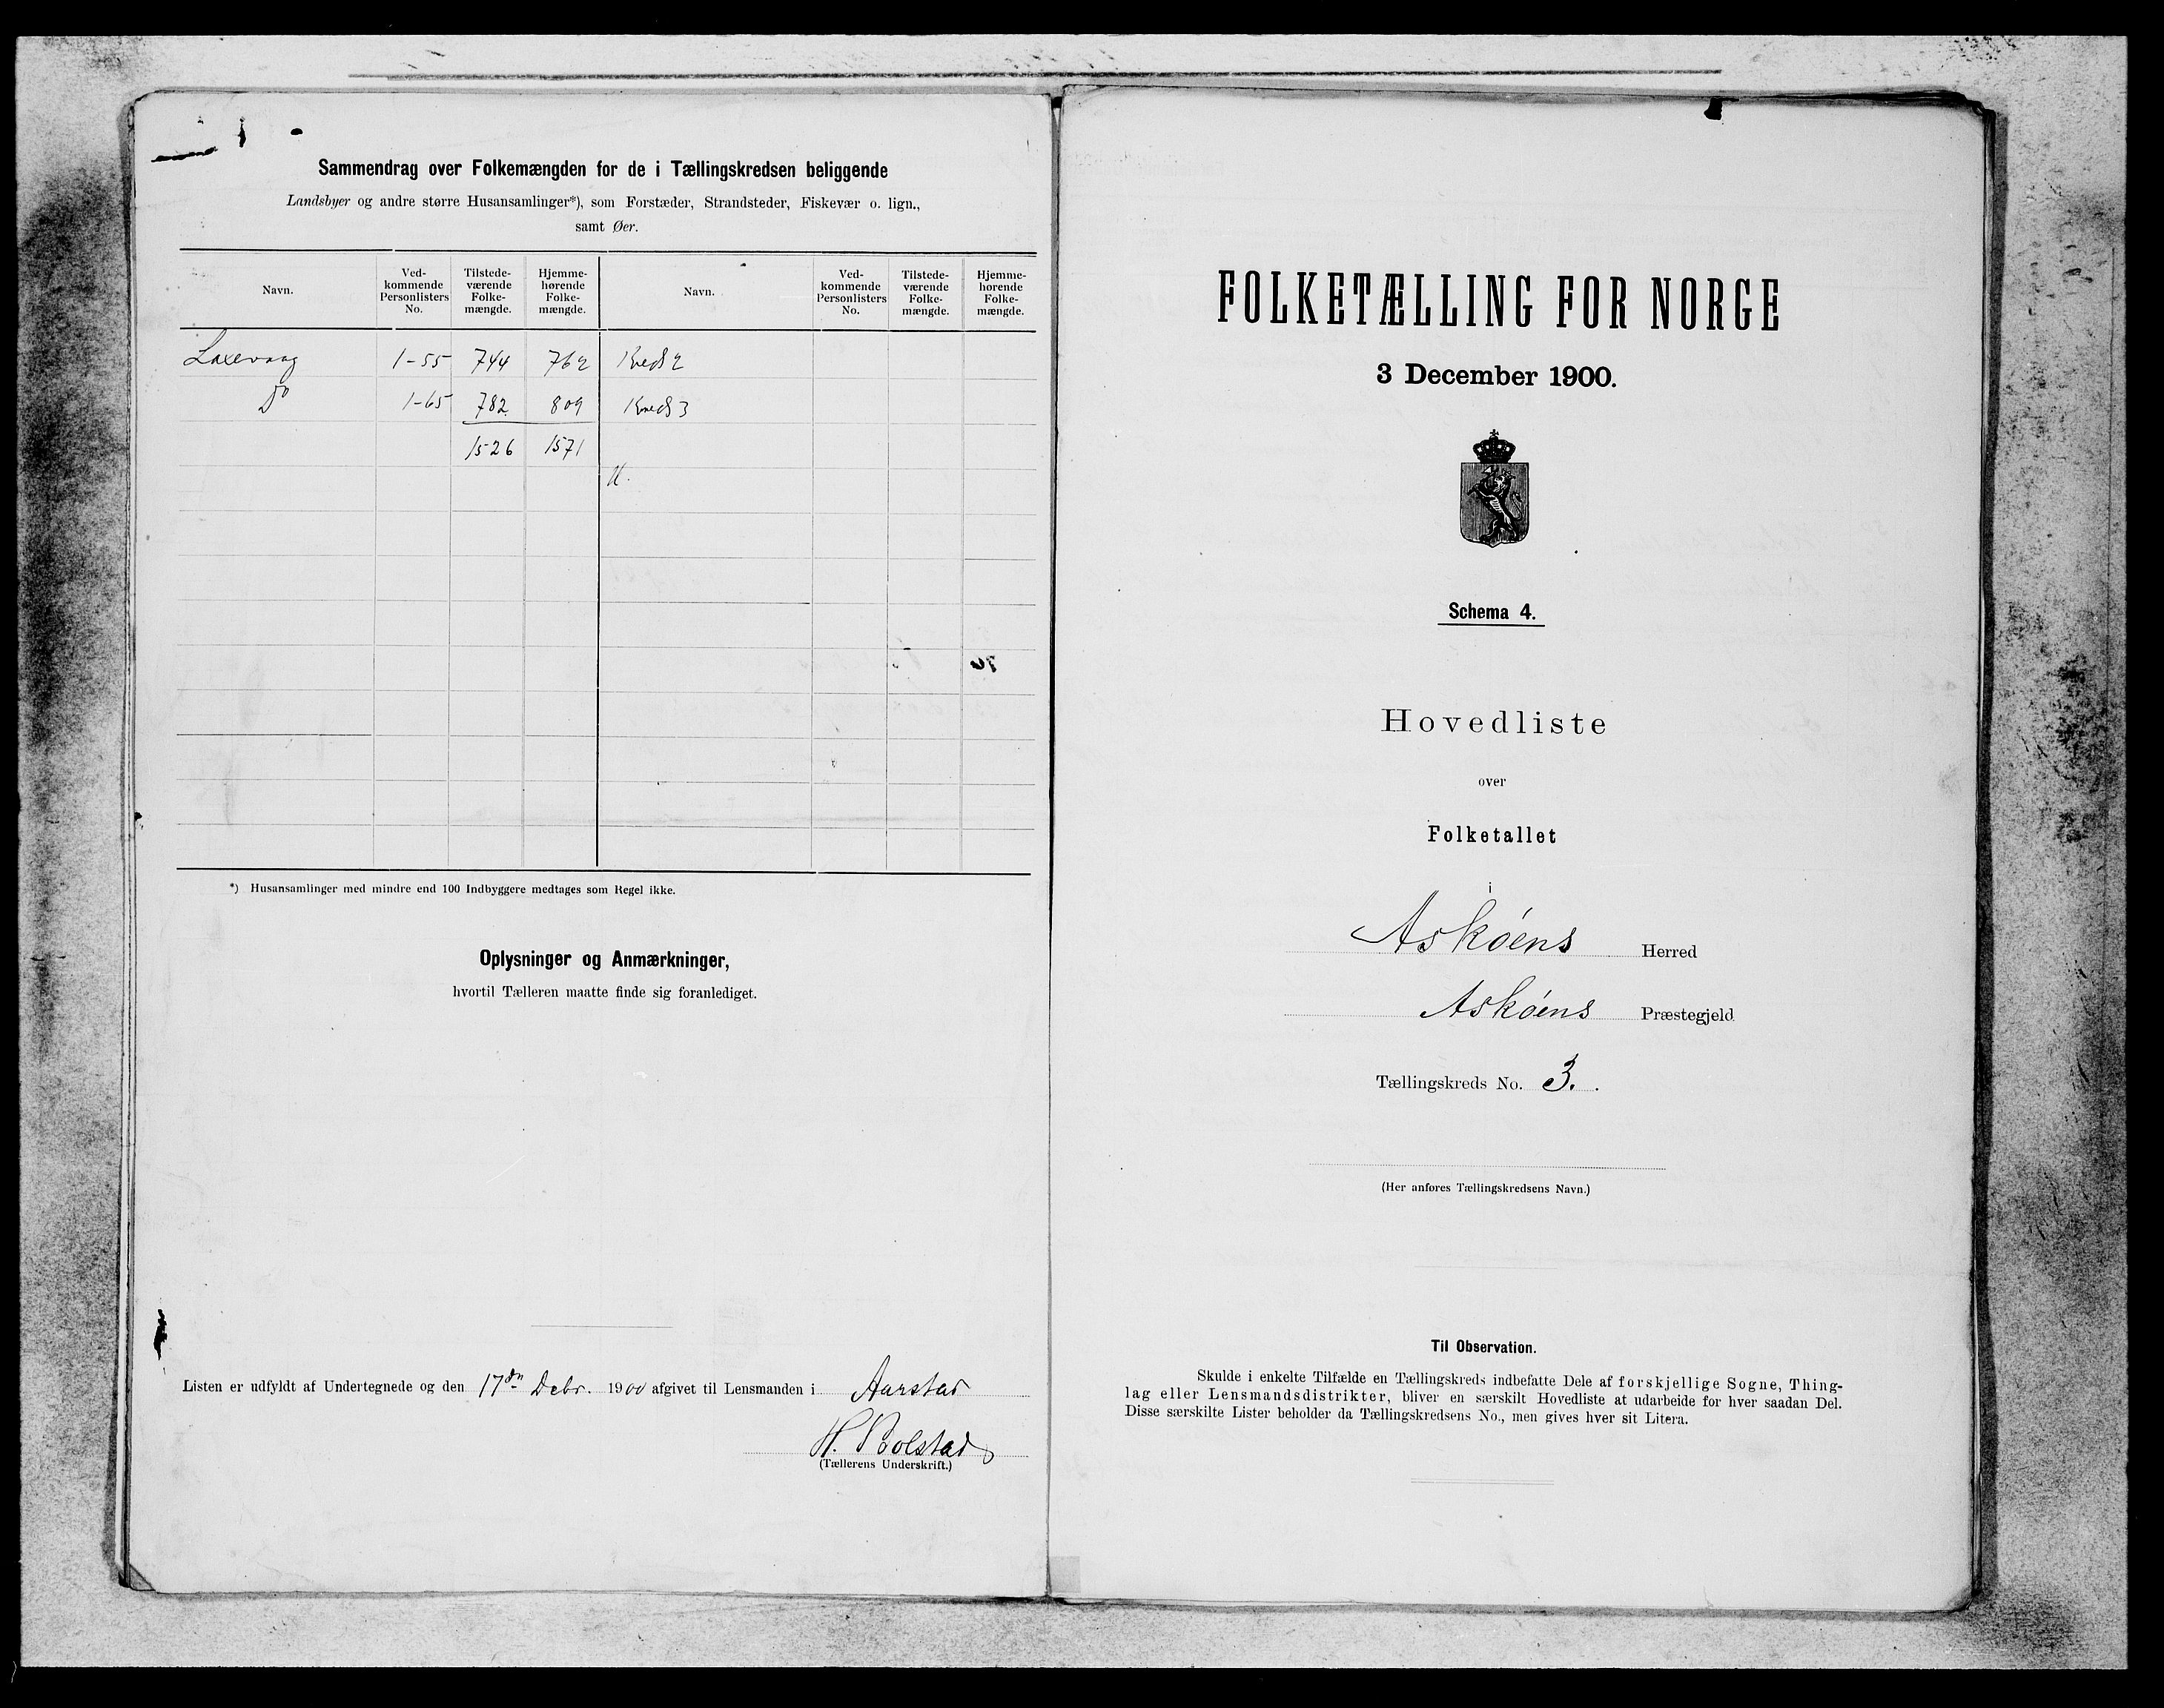 Sammendrag over Folkemængden for de i Tællingskredsen beliggende
Landsbyer og andre større Husansamlinger*), som Forstæder, Strandsteder, Fiskevær o. lign.,
samt Øer.
Navn. Ved-kommende Personlisters No. Tilstede-værende Folke-mængde. Hjemme-hørende Folke-mængde. Navn. Ved-kommende Personlisters No. Tilstede-værende Folke-mængde. Hjemme-hørende Folke-mængde.
Laxevaag 1-55 744 762 Kreds 2
Do 1-65 782 809 Kreds 3
1526 1571
*) Husansamlinger med mindre end 100 Indbyggere medtages som Regel ikke.
Oplysninger og Anmærkninger,
hvortil Tælleren maatte finde sig foranlediget.
Listen er udfyldt af Undertegnede og den 17de Debr. 1900 afgivet til Lensmanden i Aarstad
H.
(Tællerens Underskrift.)
FOLKETÆLLING FOR NORGE
3 December 1900.
Schema 4.
Hovedliste
over
Folketallet
i
Askøens Herred
Askøens Præstegjeld
Tællingskreds No. 3.
(Her anføres Tællingskredsens Navn.)
Til Observation.
Skulde i enkelte Tilfælde en Tællingskreds indbefatte Dele af forskjellige Sogne, Thing-
lag eller Lensmandsdistrikter, bliver en særskilt Hovedliste at udarbeide for hver saadan Del.
Disse særskilte Lister beholder da Tællingskredsens No., men gives hver sit Litera.